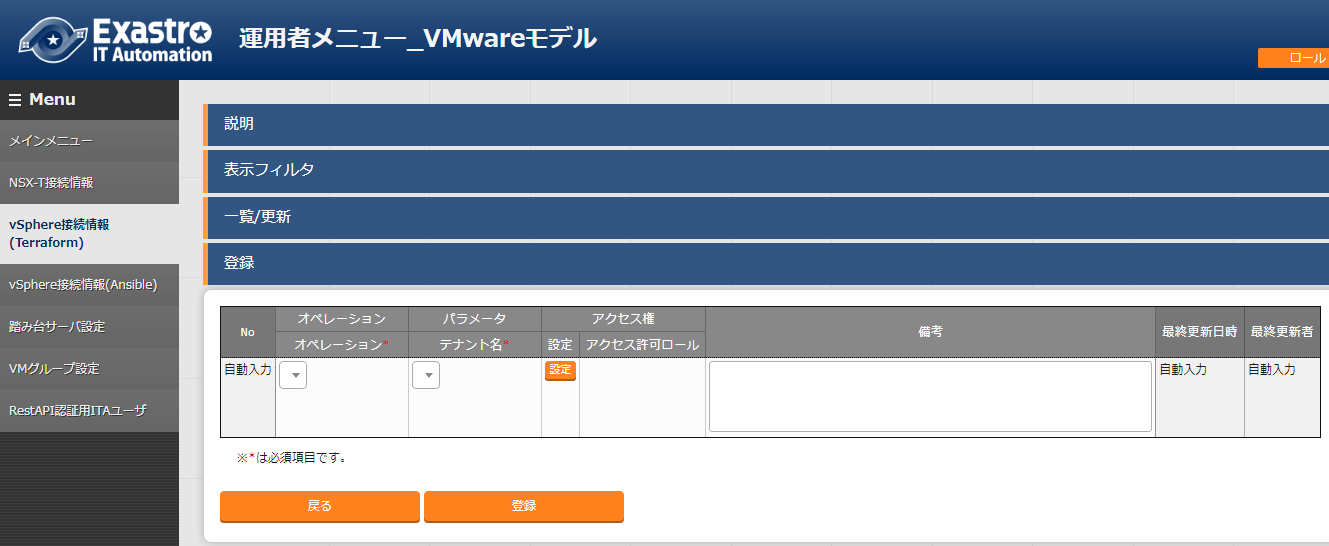 Exastro
IT Automation
運用者メニュー_VMwareモデル
ロール
Menu
メインメニュー
NSX-T接続情報
vSphere接続情報
(Terraform)
vSphere接続情報(Ansible)
踏み台サーバ設定
VMグループ設定
RestAPI認証用ITAユーザ
説明
表示フィルタ
一覧/更新
登録
No オペレーション パラメータ アクセス権 備考 最終更新日時 最終更新者
オペレーション* テナント名* 設定 アクセス許可ロール
自動入力 設定 自動入力 自動入力
※*は必須項目です。
戻る 登録